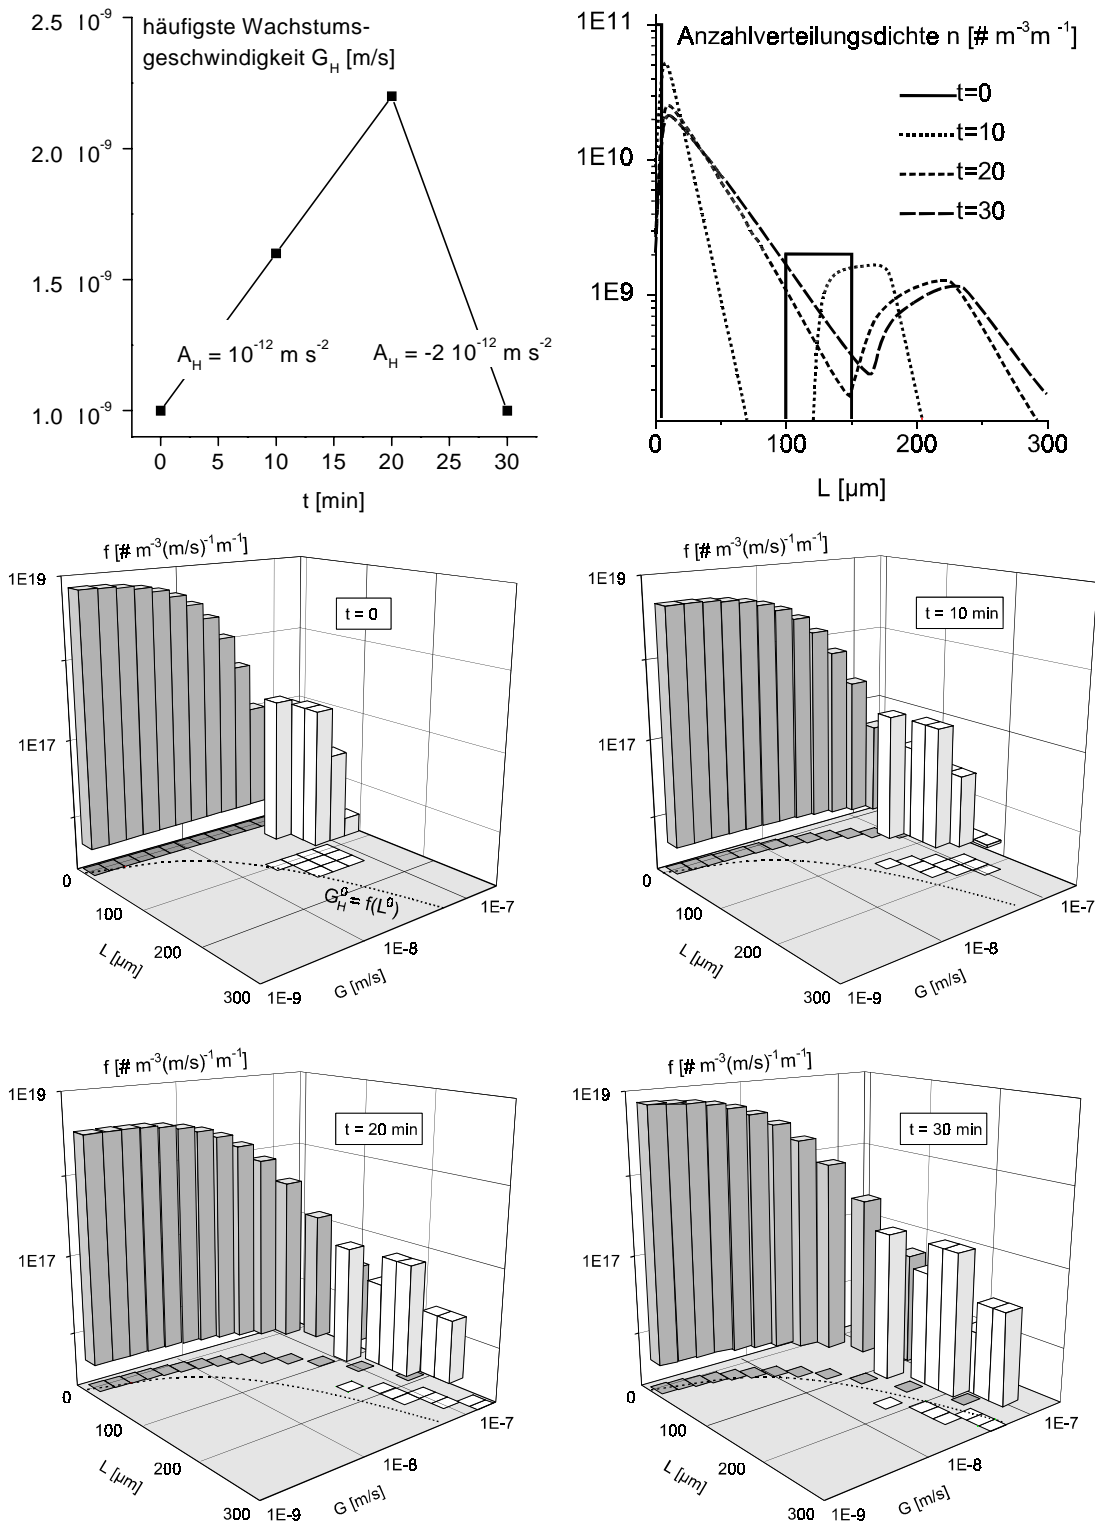 häufigste Wachstums-
geschwindigkeit G_H [m/s]
2.5 10^-9
2.0 10^-9
1.5 10^-9
1.0 10^-9
A_H = 10^-12 m s^-2
A_H = -2 10^-12 m s^-2
0 5 10 15 20 25 30
t [min]
Anzahlverteilungsdichte n [# m^-3 m^-1]
1E11
1E10
1E9
t=0
t=10
t=20
t=30
0 100 200 300
L [µm]
f [# m^-3(m/s)^-1m^-1]
1E19
t = 0
1E17
0
100
200
300
L [µm]
G_H^0 = f(L^0)
1E-7
1E-8
1E-9
G [m/s]
f [# m^-3(m/s)^-1m^-1]
1E19
t = 10 min
1E17
0
100
200
300
L [µm]
1E-7
1E-8
1E-9
G [m/s]
f [# m^-3(m/s)^-1m^-1]
1E19
t = 20 min
1E17
0
100
200
300
L [µm]
1E-7
1E-8
1E-9
G [m/s]
f [# m^-3(m/s)^-1m^-1]
1E19
t = 30 min
1E17
0
100
200
300
L [µm]
1E-7
1E-8
1E-9
G [m/s]